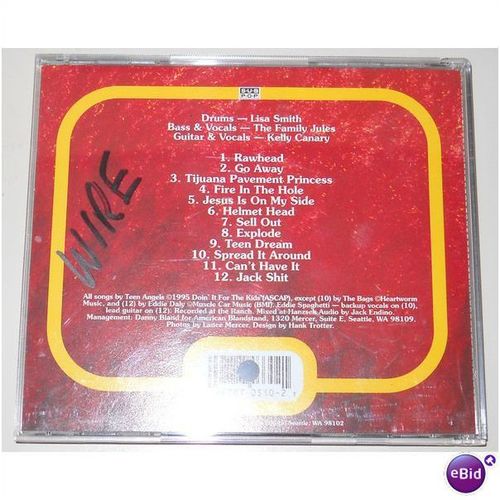 SUB
POP
Drums — Lisa Smith
Bass & Vocals — The Family Jules
Guitar & Vocals — Kelly Canary
1. Rawhead
2. Go Away
3. Tijuana Pavement Princess
4. Fire In The Hole
5. Jesus Is On My Side
6. Helmet Head
7. Sell Out
8. Explode
9. Teen Dream
10. Spread It Around
11. Can't Have It
12. Jack Shit
WIRE
All songs by Teen Angels ©1995 Doin' It For The Kids (ASCAP), except (10) by The Bags ©Heartworm
Music, and (12) by Eddie Daly ©Muscle Car Music (BMI). Eddie Spaghetti — backup vocals on (10),
lead guitar on (12). Recorded at the Ranch. Mixed at Hanzsek Audio by Jack Endino.
Management: Danny Bland for American Blandstand, 1320 Mercer, Suite E, Seattle, WA 98109.
Photos by Lance Mercer. Design by Hank Trotter.
Seattle, WA 98102
eBid